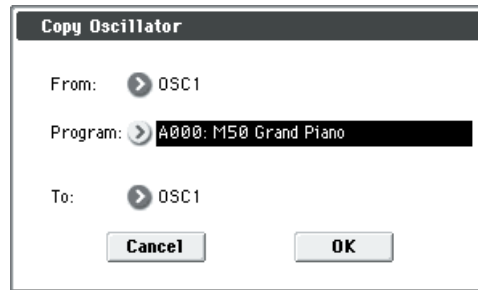 Copy Oscillator
From: OSC1
Program: A000: M50 Grand Piano
To: OSC1
Cancel OK